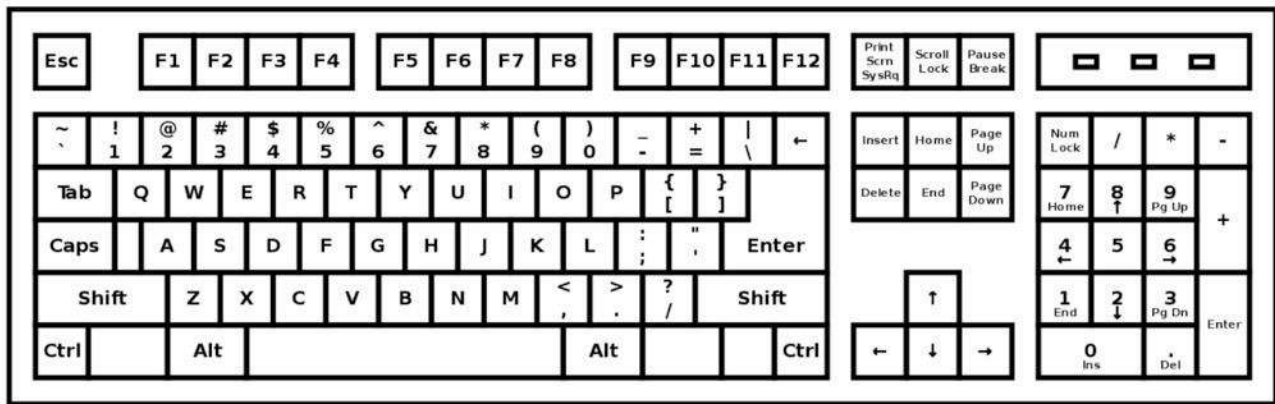 Esc F1 F2 F3 F4 F5 F6 F7 F8 F9 F10 F11 F12 Print Scrn SysRq Scroll Lock Pause Break
~ ! @ # $ % ^ & * ( ) _ + |
` 1 2 3 4 5 6 7 8 9 0 - = \ ← Insert Home Page Up Num Lock / * -
Tab Q W E R T Y U I O P { [ } ] Delete End Page Down 7 Home 8 ↑ 9 Pg Up +
Caps A S D F G H J K L : ; " ' Enter 4 ← 5 6 →
Shift Z X C V B N M < , > . ? / Shift ↑ 1 End 2 ↓ 3 Pg Dn Enter
Ctrl Alt Alt Ctrl ← ↓ → 0 Ins . Del